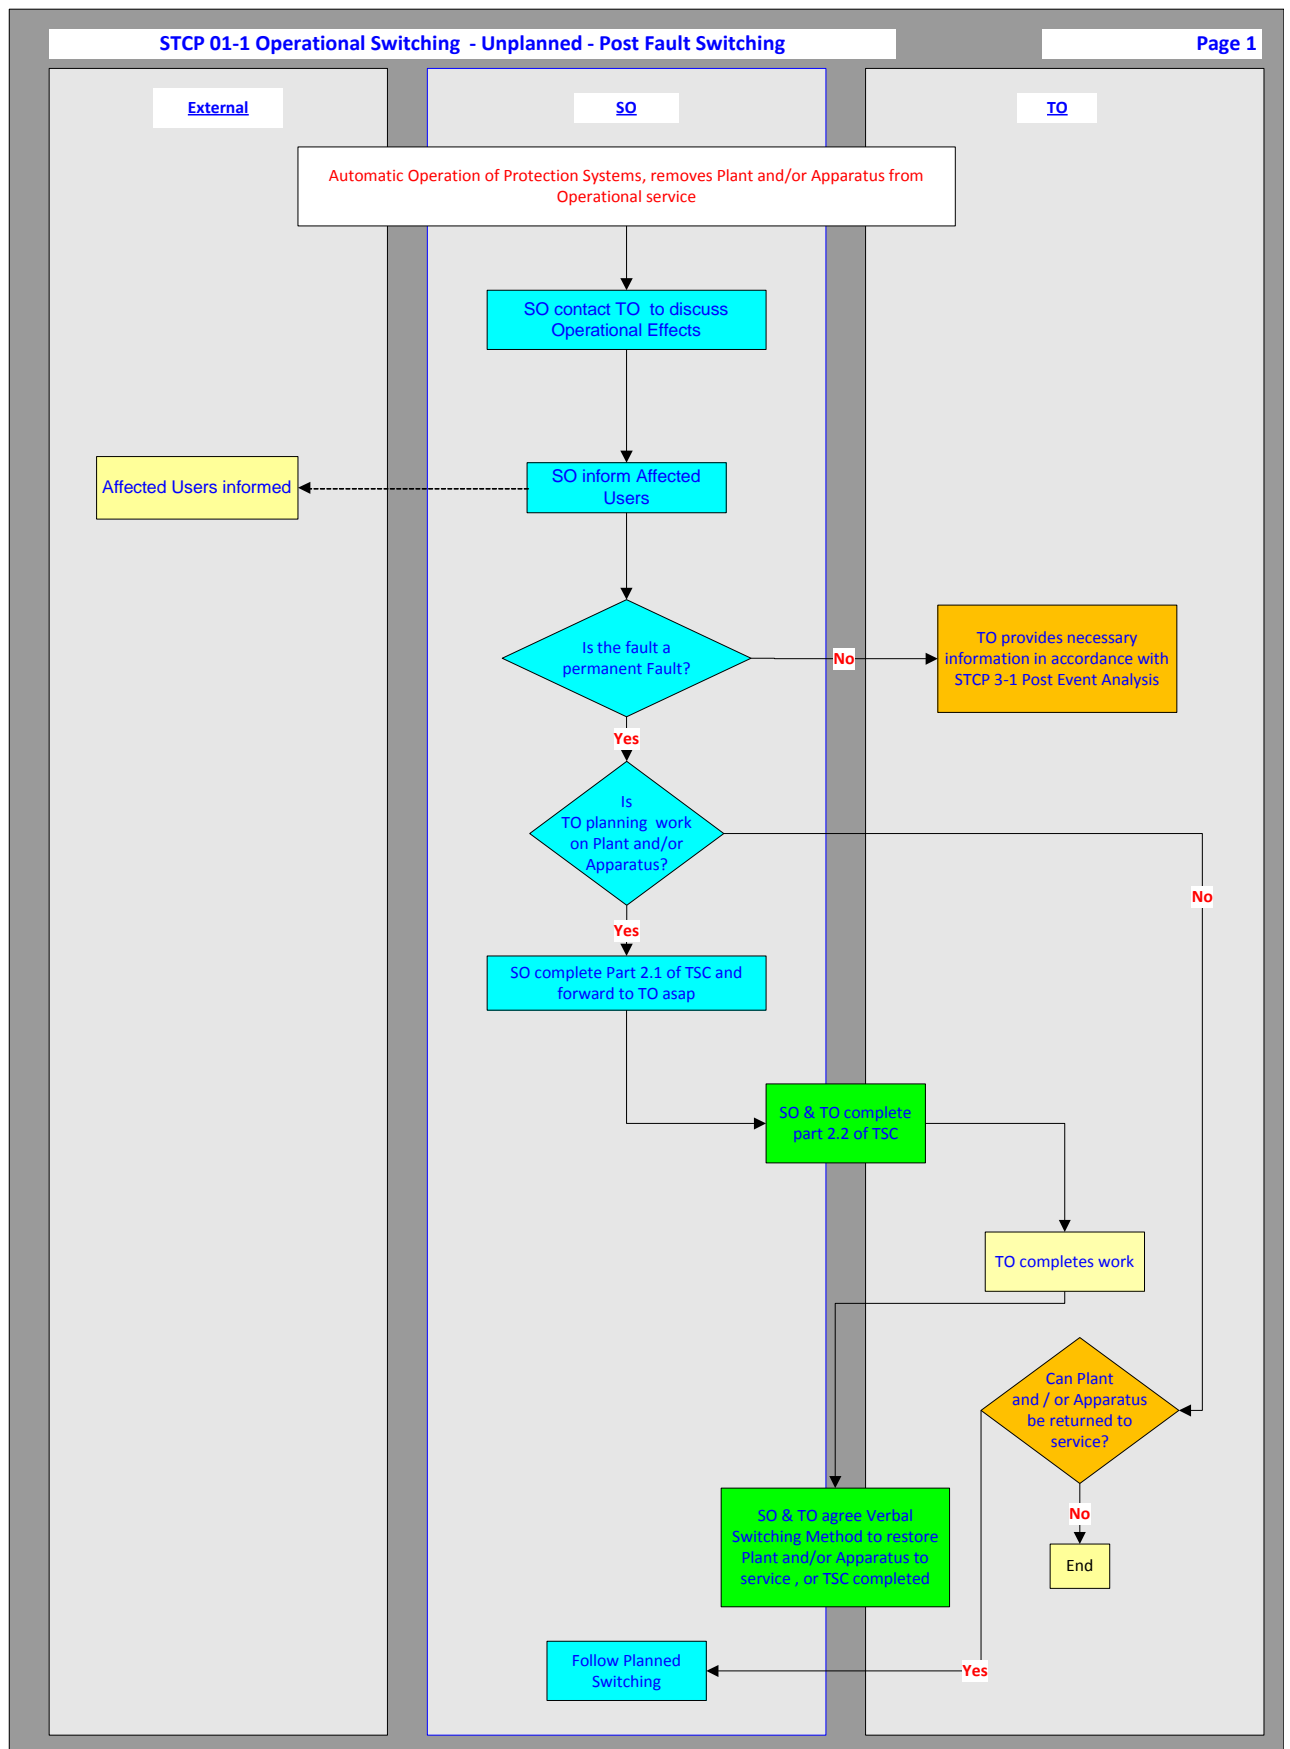 STCP 01-1 Operational Switching - Unplanned - Post Fault Switching
Page 1
External
SO
TO
Automatic Operation of Protection Systems, removes Plant and/or Apparatus from
Operational service
SO contact TO to discuss
Operational Effects
Affected Users informed
SO inform Affected
Users
Is the fault a
permanent Fault?
No
TO provides necessary
information in accordance with
STCP 3-1 Post Event Analysis
Yes
Is
TO planning work
on Plant and/or
Apparatus?
No
Yes
SO complete Part 2.1 of TSC and
forward to TO asap
SO & TO complete
part 2.2 of TSC
TO completes work
Can Plant
and / or Apparatus
be returned to
service?
No
End
SO & TO agree Verbal
Switching Method to restore
Plant and/or Apparatus to
service , or TSC completed
Yes
Follow Planned
Switching